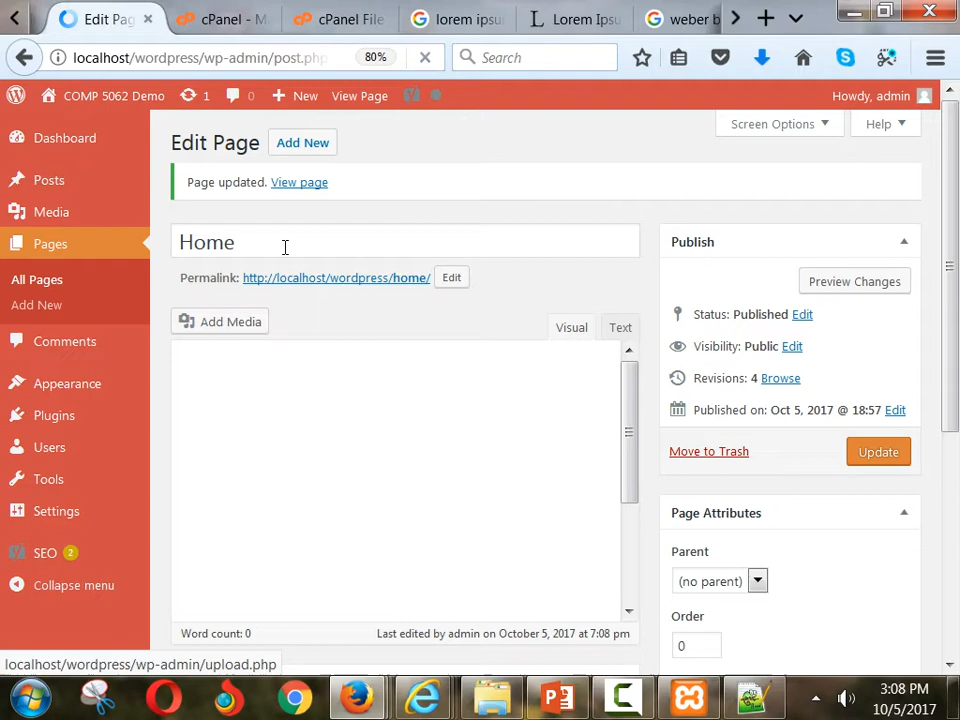 Edit Pag
cPanel - M
cPanel File
lorem ipsu
Lorem Ipsu
weber b
localhost/wordpress/wp-admin/post.php
80%
Search
COMP 5062 Demo
1
0
New
View Page
Howdy, admin
Dashboard
Posts
Media
Pages
All Pages
Add New
Comments
Appearance
Plugins
Users
Tools
Settings
SEO 2
Collapse menu
Screen Options
Help
Edit Page
Add New
Page updated. View page
Home
Permalink: http://localhost/wordpress/home/ Edit
Add Media
Visual
Text
Word count: 0
Last edited by admin on October 5, 2017 at 7:08 pm
Publish
Preview Changes
Status: Published Edit
Visibility: Public Edit
Revisions: 4 Browse
Published on: Oct 5, 2017 @ 18:57 Edit
Move to Trash
Update
Page Attributes
Parent
(no parent)
Order
0
localhost/wordpress/wp-admin/upload.php
3:08 PM
10/5/2017